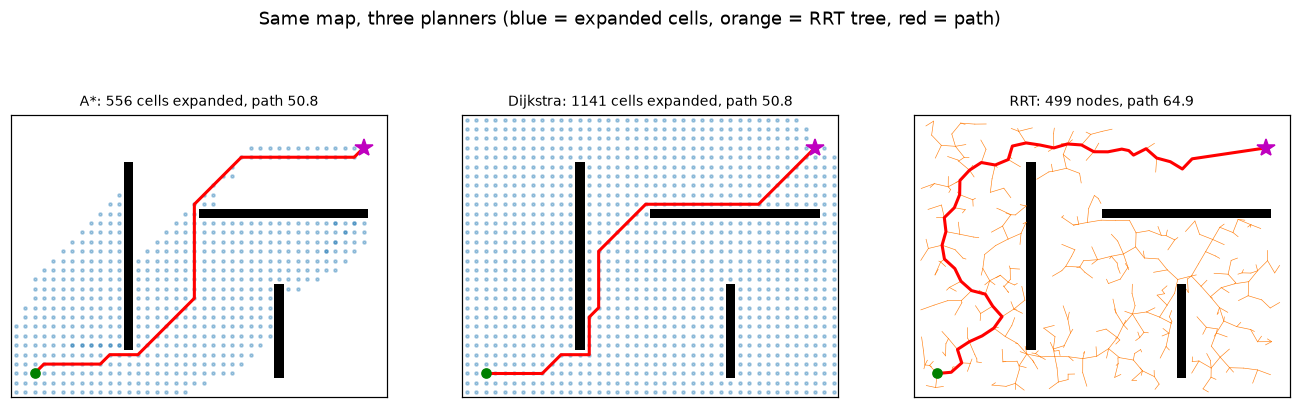 Same map, three planners (blue = expanded cells, orange = RRT tree, red = path)
A*: 556 cells expanded, path 50.8
Dijkstra: 1141 cells expanded, path 50.8
RRT: 499 nodes, path 64.9